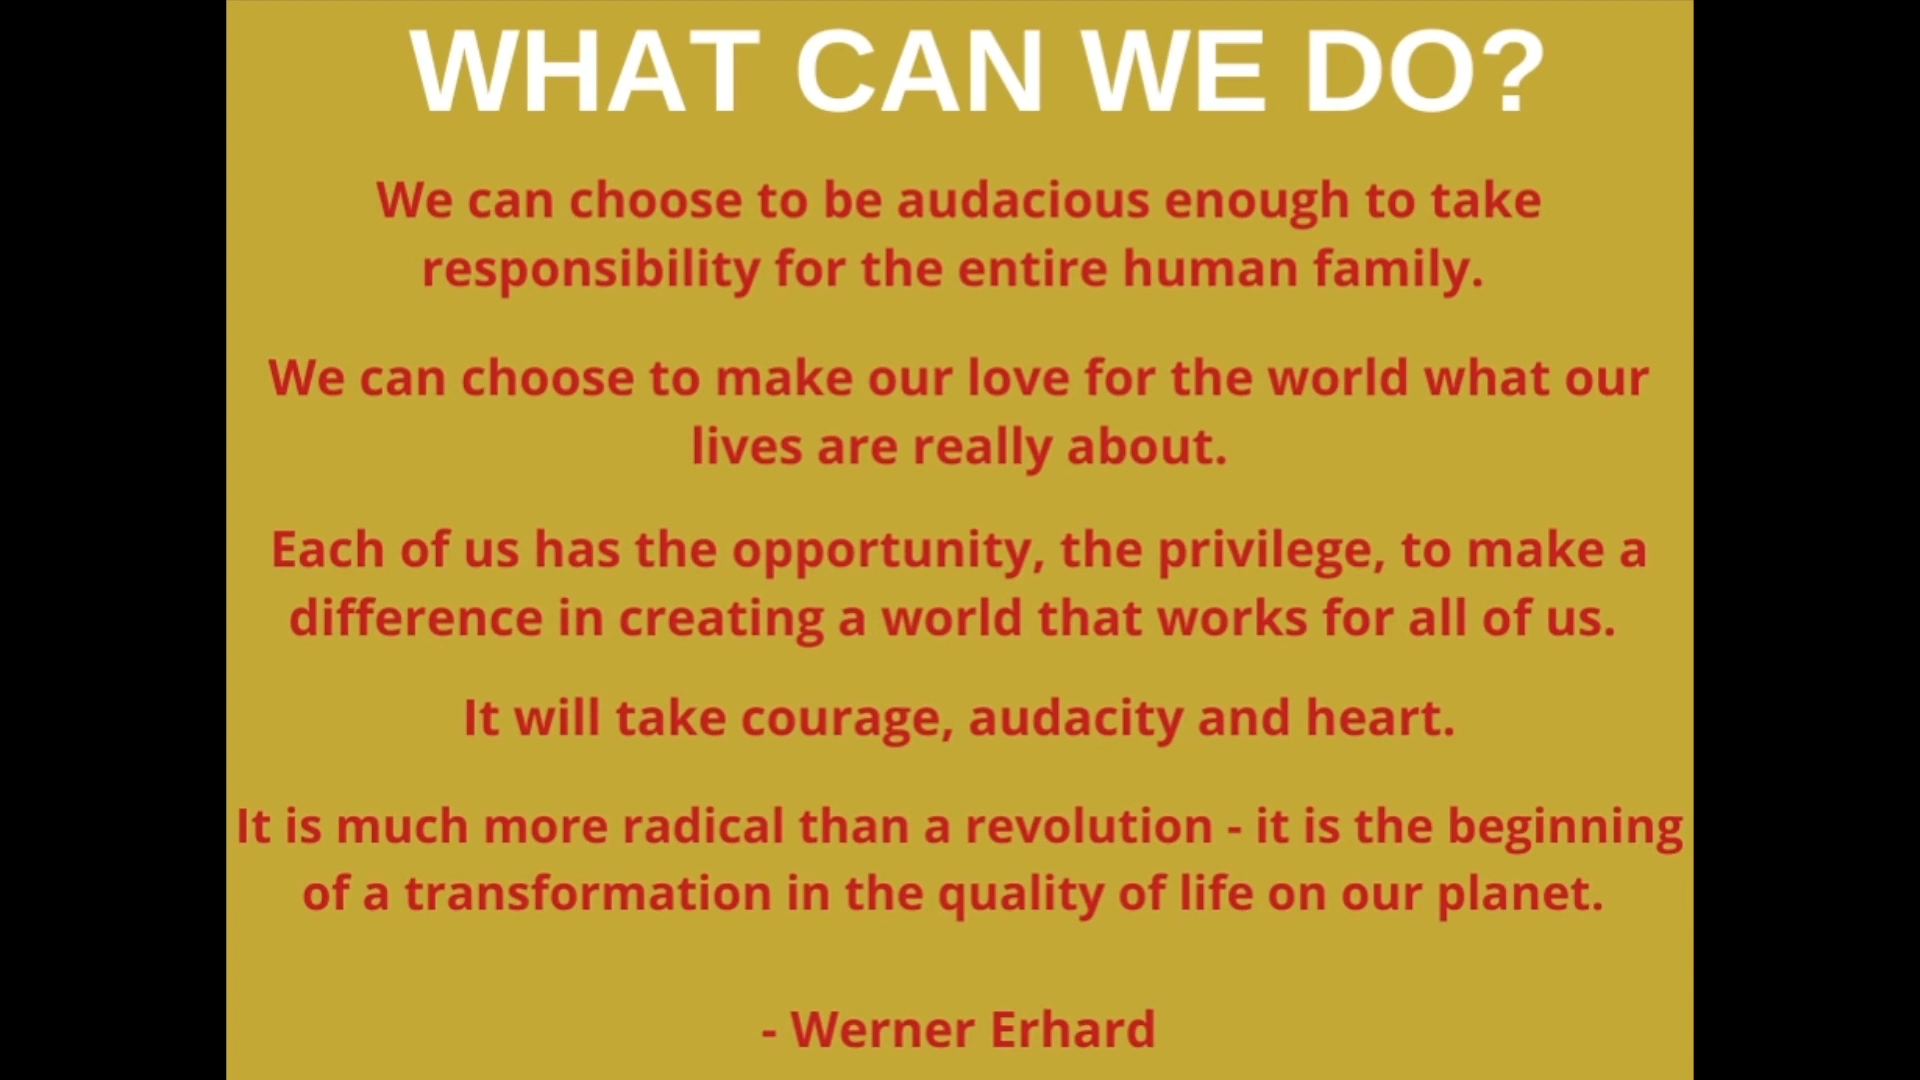 WHAT CAN WE DO?
We can choose to be audacious enough to take
responsibility for the entire human family.
We can choose to make our love for the world what our
lives are really about.
Each of us has the opportunity, the privilege, to make a
difference in creating a world that works for all of us.
It will take courage, audacity and heart.
It is much more radical than a revolution - it is the beginning
of a transformation in the quality of life on our planet.
- Werner Erhard